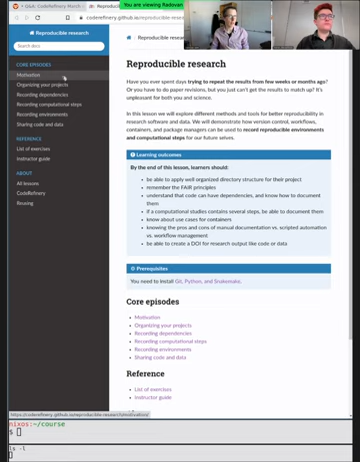 You are viewing Radovan
coderefinery.github.io/reproducible-resear
Reproducible research
Search docs
CORE EPISODES
Motivation
Organizing your projects
Recording dependencies
Recording computational steps
Recording environments
Sharing code and data
REFERENCE
List of exercises
Instructor guide
ABOUT
All lessons
CodeRefinery
Reusing
Reproducible resear
Reproducible research
Have you ever spent days trying to repeat the results from few weeks or months ago?
Or you have to do paper revisions, but you just can't get the results to match up? It's
unpleasant for both you and science.
In this lesson we will explore different methods and tools for better reproducibility in
research software and data. We will demonstrate how version control, workflows,
containers, and package managers can be used to record reproducible environments
and computational steps for our future selves.
Learning outcomes
By the end of this lesson, learners should:
be able to apply well organized directory structure for their project
remember the FAIR principles
understand that code can have dependencies, and know how to document
them
if a computational studies contains several steps, be able to document them
know about use cases for containers
knowing the pros and cons of manual documentation vs. scripted automation
vs. workflow management
be able to create a DOI for research output like code or data
Prerequisites
You need to install Git, Python, and Snakemake.
Core episodes
Motivation
Organizing your projects
Recording dependencies
Recording computational steps
Recording environments
Sharing code and data
Reference
List of exercises
Instructor guide
https://coderefinery.github.io/reproducible-research/motivation/
nixos:~/course
$
ls -l